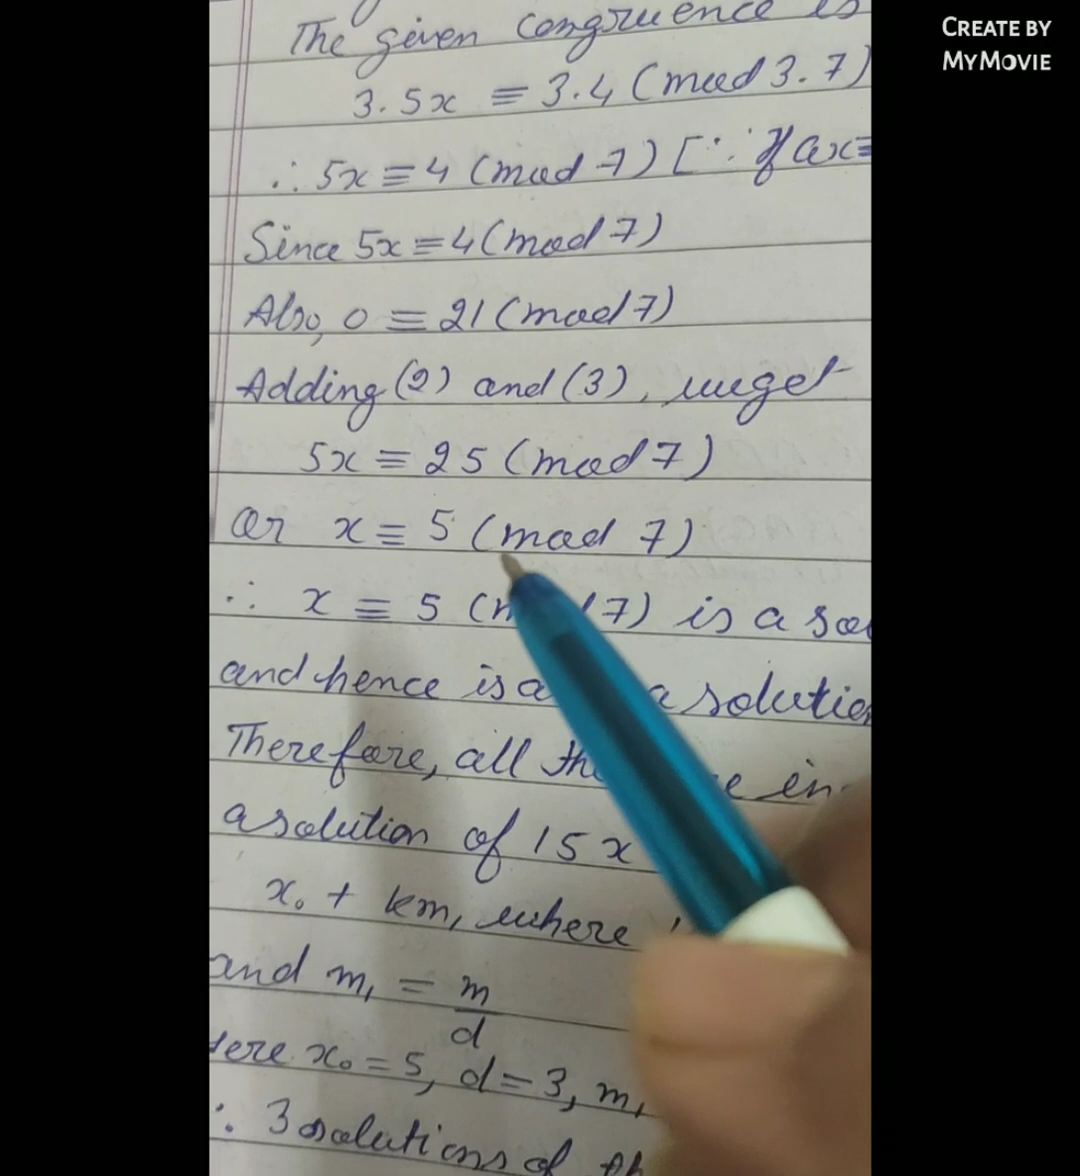 CREATE BY
MYMOVIE
The given congruence is
3.5x ≡ 3.4 (mod 3.7)
∴ 5x ≡ 4 (mod 7) [∵ If ax ≡
Since 5x ≡ 4 (mod 7)
Also, 0 ≡ 21 (mod 7)
Adding (2) and (3), we get
5x ≡ 25 (mod 7)
or x ≡ 5 (mod 7)
∴ x ≡ 5 ( 7) is a
and hence is a solution
Therefore, all
a solution of 15x
x₀ + km₁ where
and m₁ = m/d
x₀ = 5, d = 3, m₁
∴ 3 solutions of